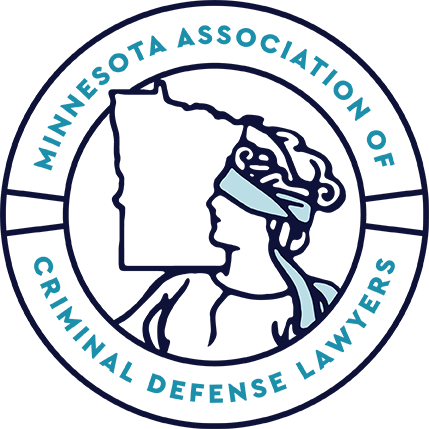 MINNESOTA ASSOCIATION OF
CRIMINAL DEFENSE LAWYERS